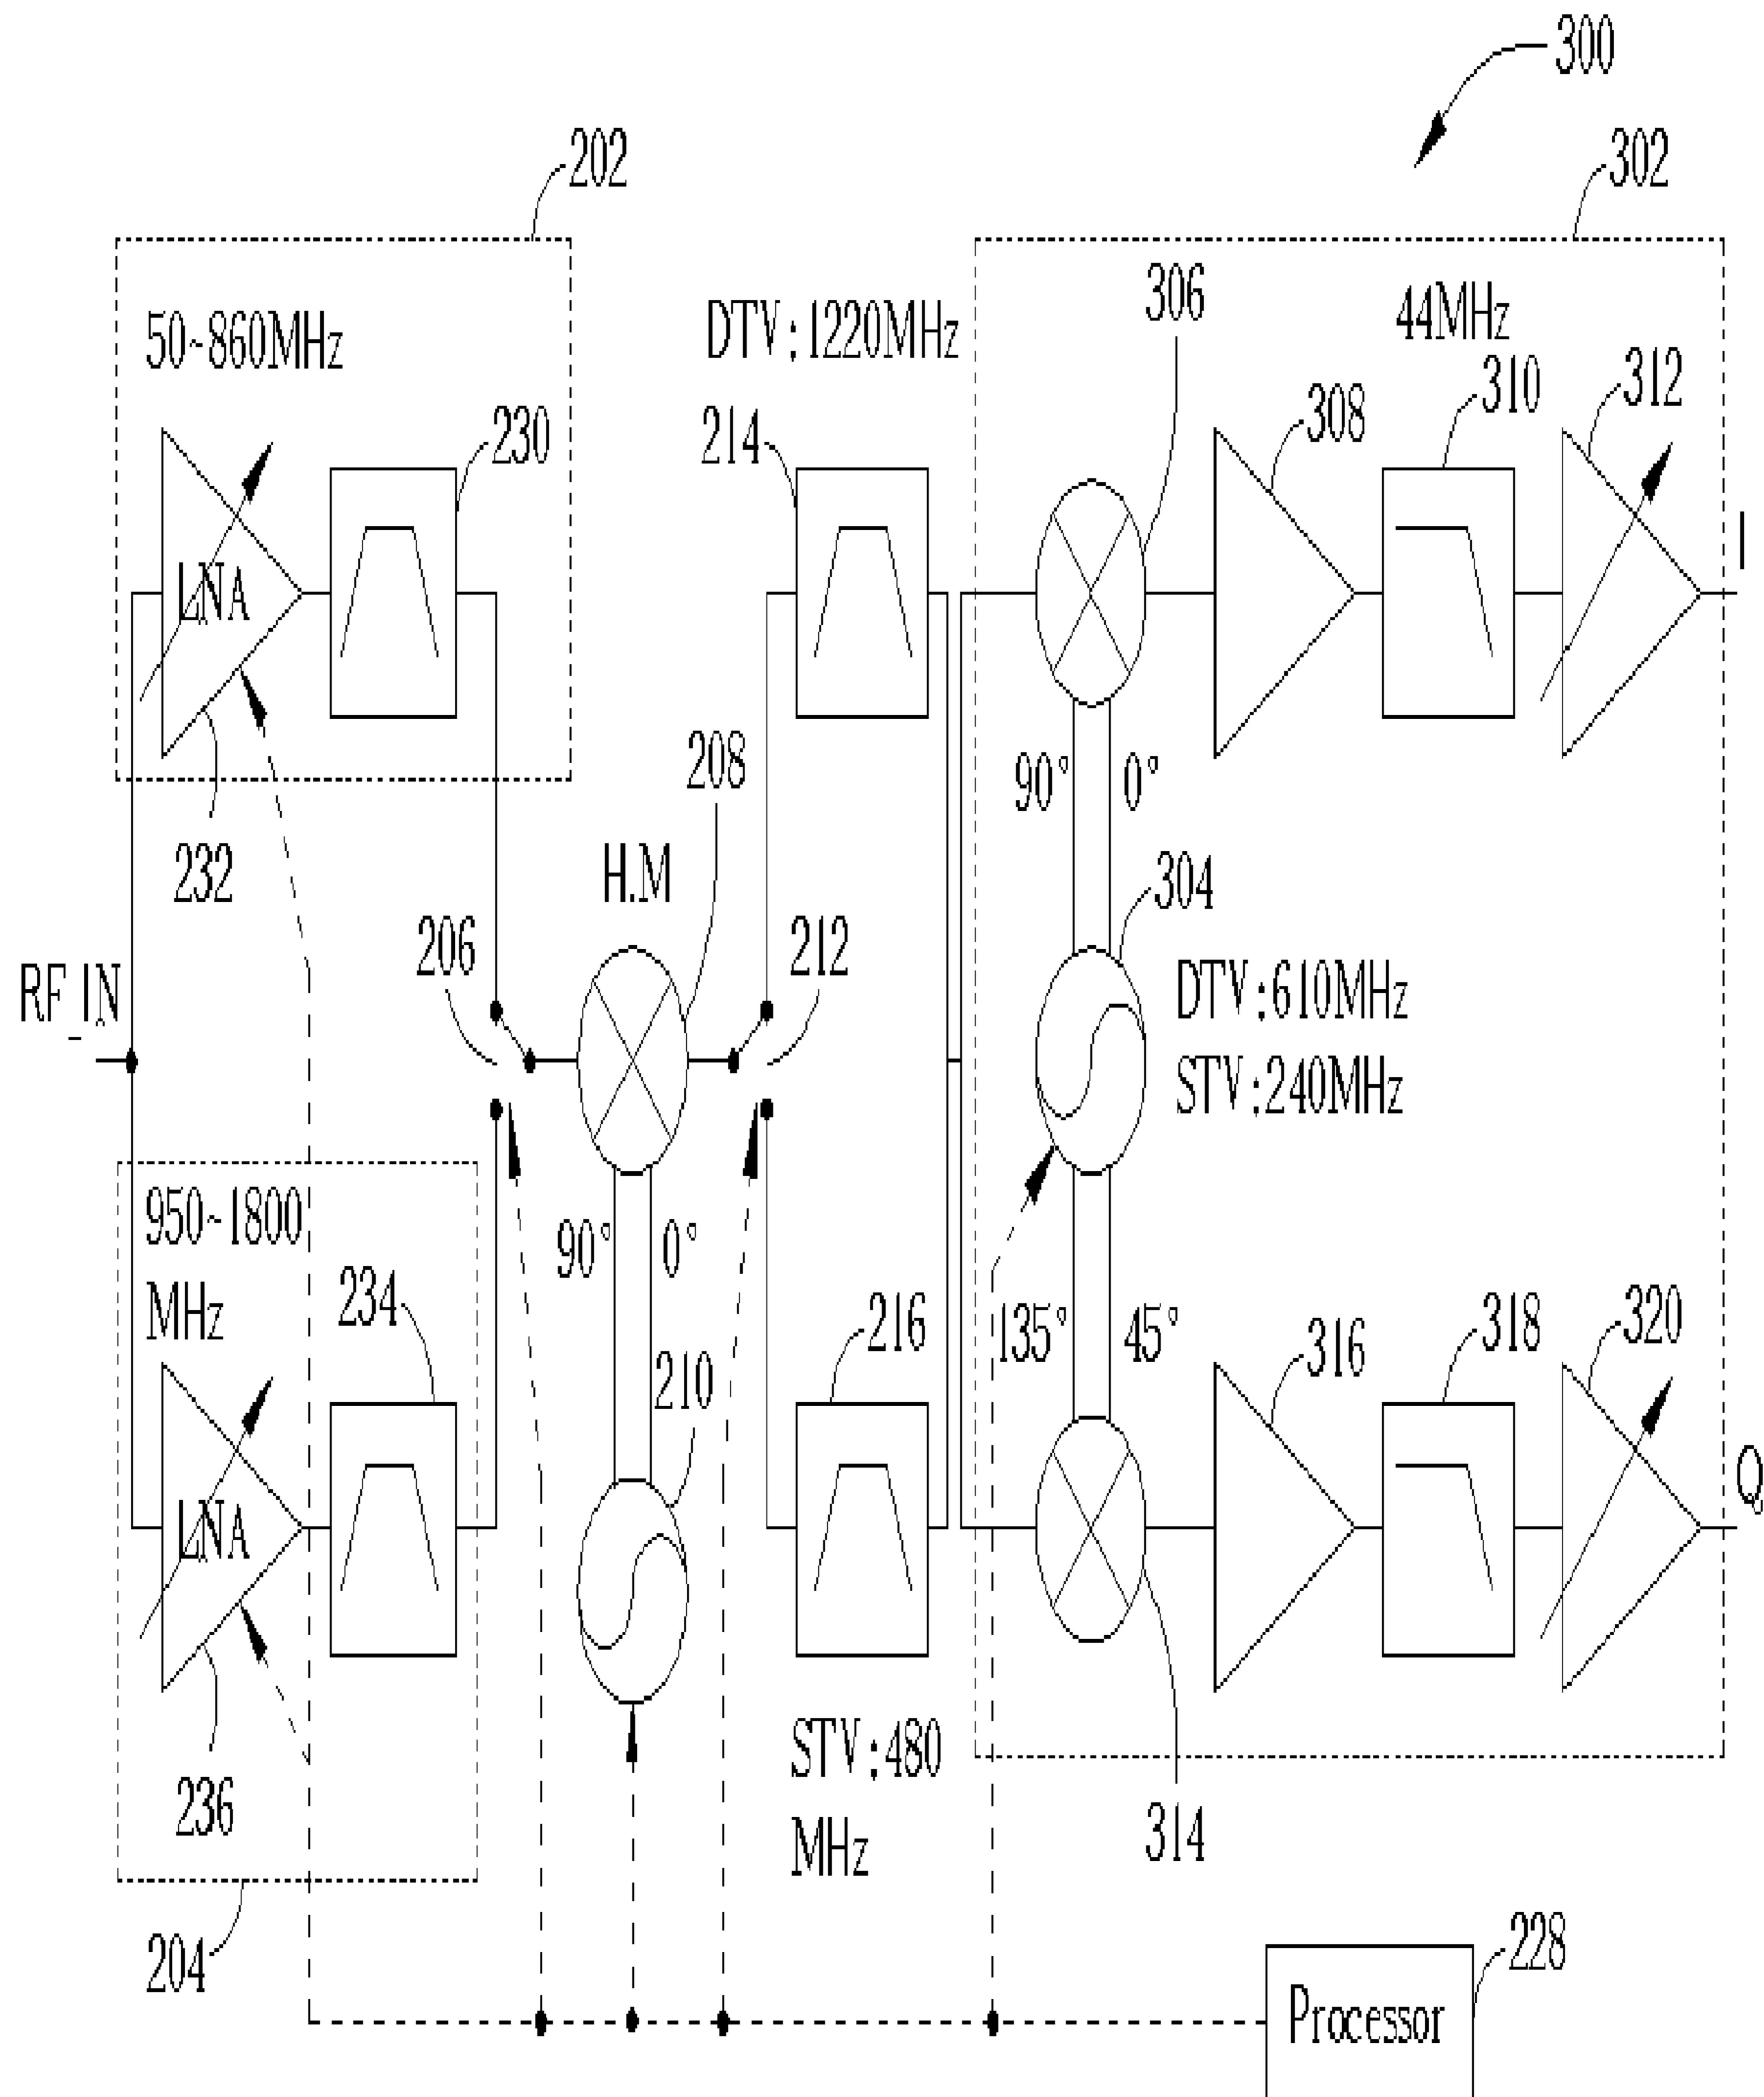 300
202
302
306
50~860MHz
DTV:1220MHz
44MHz
310
312
230
214
308
LNA
I
208
90°
0°
232
H.M
304
206
212
RF_IN
DTV:610MHz
STV:240MHz
950~1800
MHz
90°
0°
234
135°
45°
216
316
318
320
210
LNA
Q
STV:480
MHz
236
314
204
228
Processor